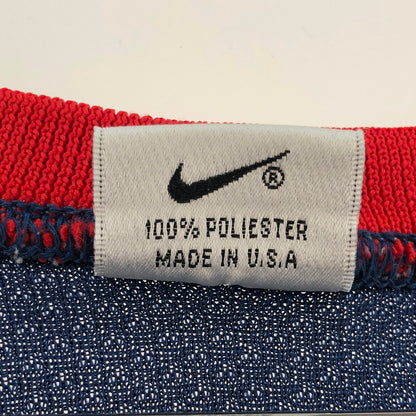 ®
100% POLIESTER
MADE IN U.S.A